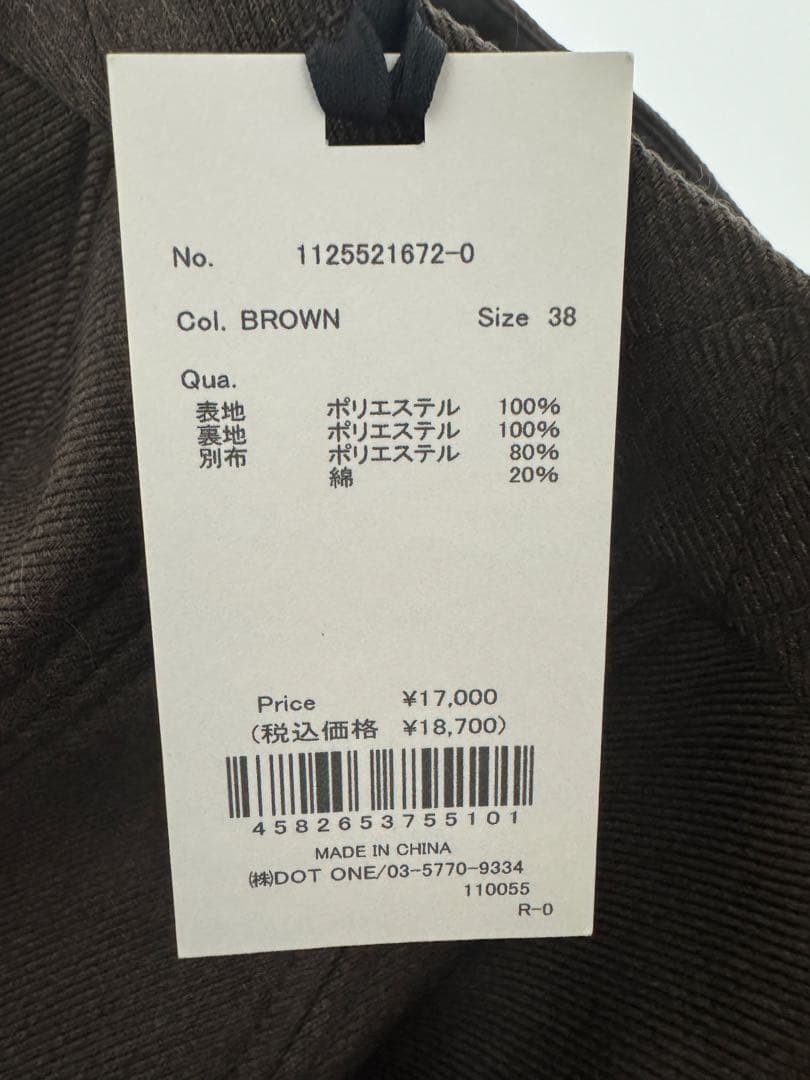 No. 1125521672-0
Col. BROWN Size 38
Qua.
表地 ポリエステル 100%
裏地 ポリエステル 100%
別布 ポリエステル 80%
綿 20%
Price ¥17,000
(税込価格 ¥18,700)
4582653755101
MADE IN CHINA
㈱DOT ONE/03-5770-9334
110055
R-0